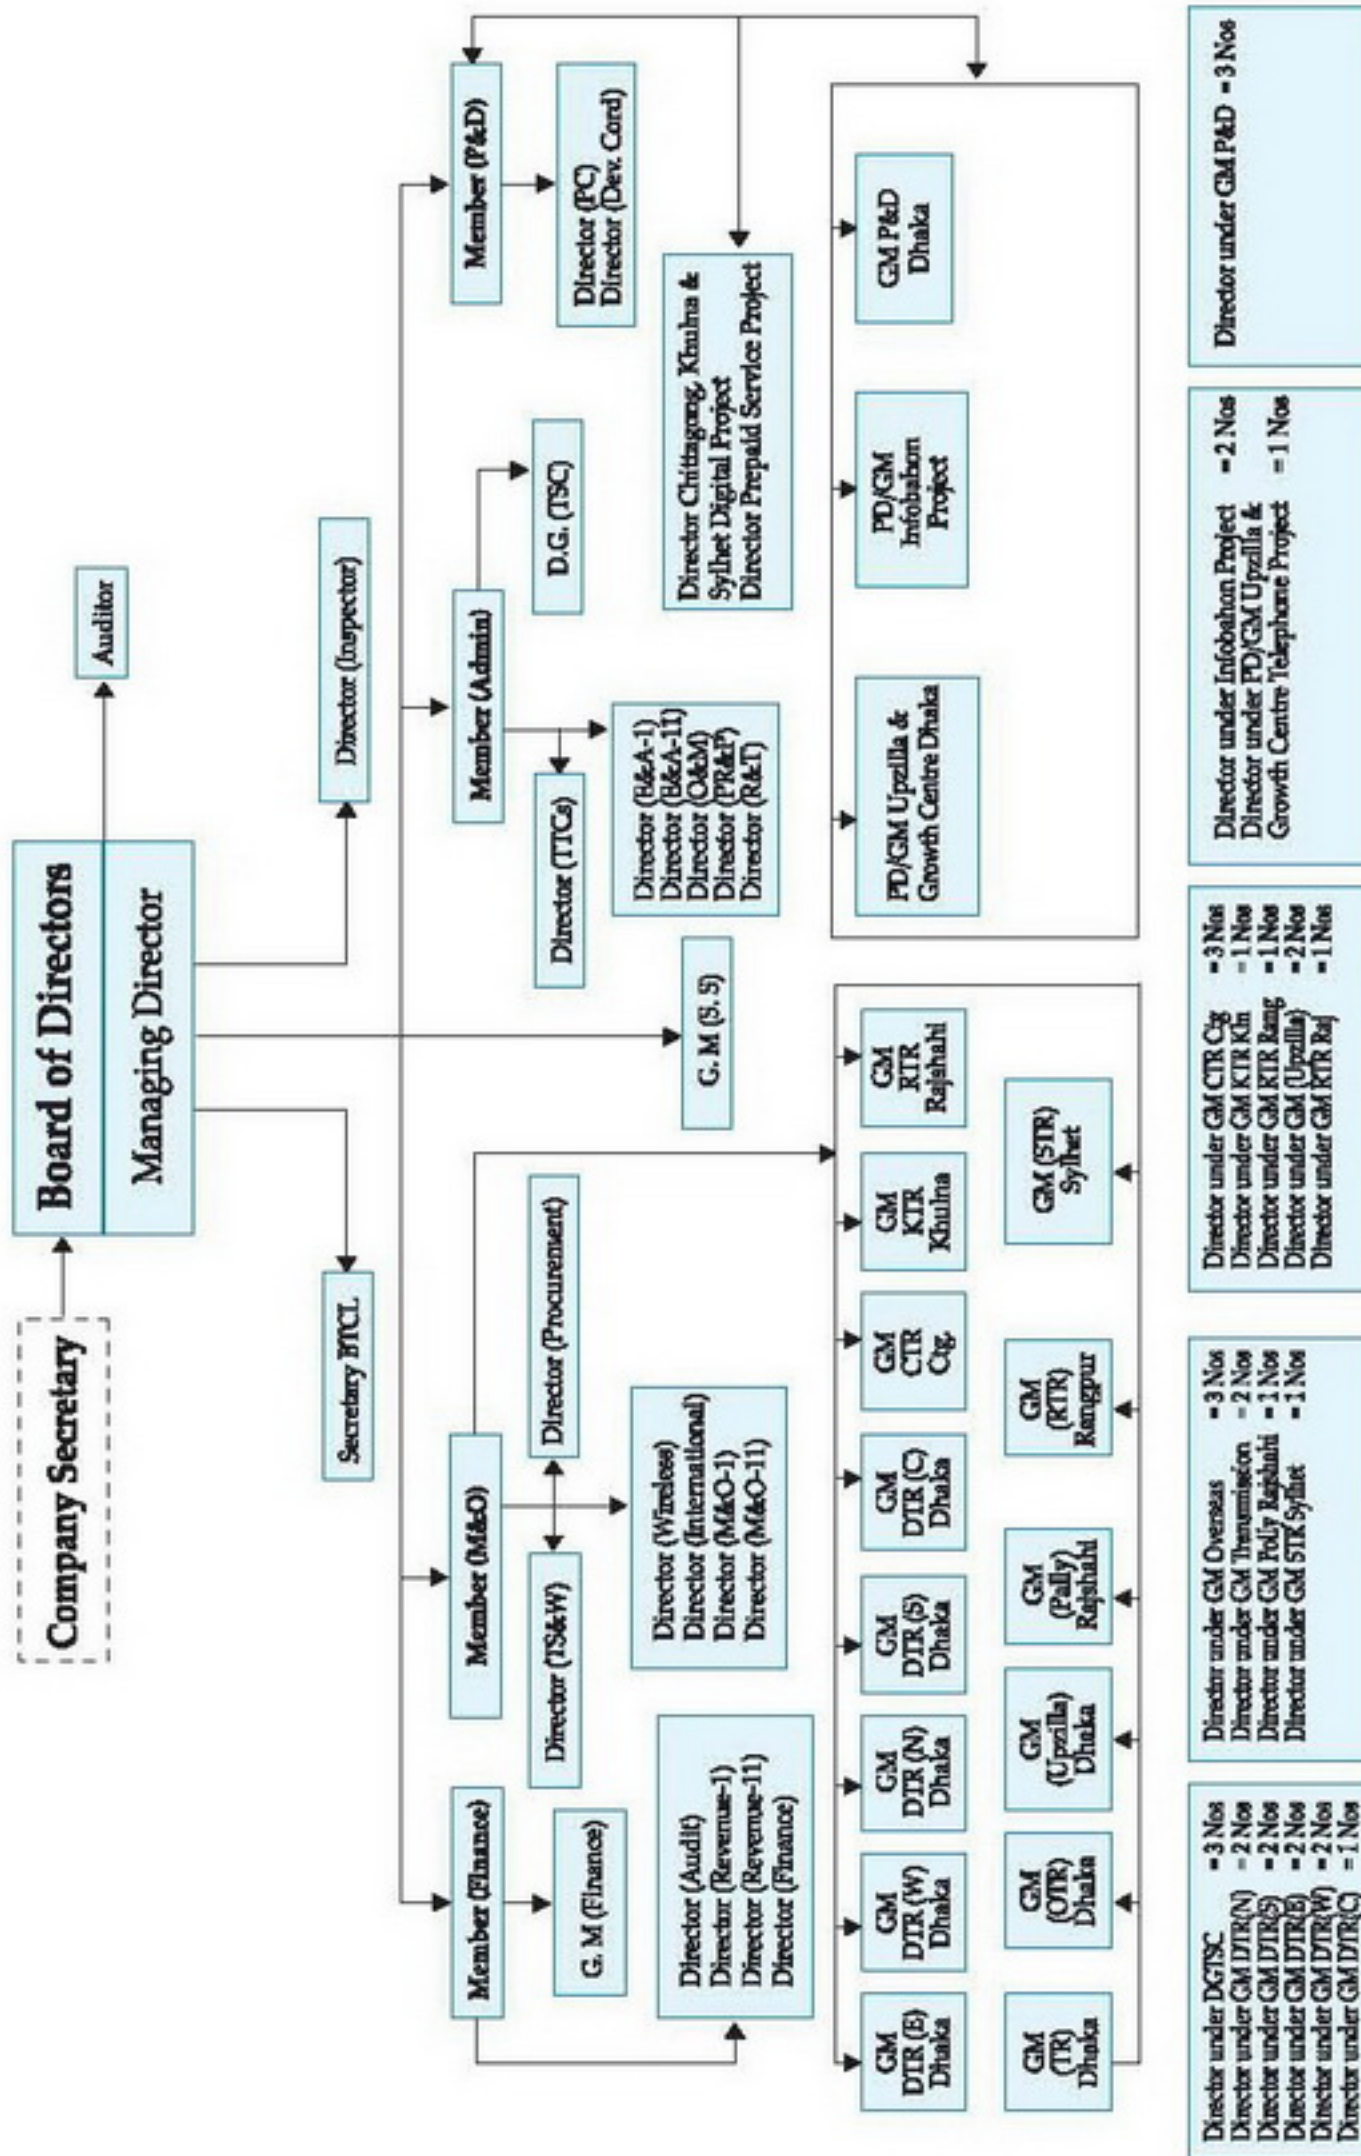 Company Secretary
Board of Directors
Managing Director
Auditor
Secretary BTCL
Director (Inspector)
Member (Finance)
Member (M&O)
Member (Admin)
Member (P&D)
G. M (Finance)
Director (TS&W)
Director (Procurement)
Director (TTCs)
D.G. (TSC)
Director (PC)
Director (Dev. Cord)
Director (Audit)
Director (Revenue-1)
Director (Revenue-11)
Director (Finance)
Director (Wireless)
Director (International)
Director (M&O-1)
Director (M&O-11)
G. M (S. S)
Director (E&A-1)
Director (E&A-11)
Director (O&M)
Director (PR&P)
Director (R&T)
Director Chittagong, Khulna &
Sylhet Digital Project
Director Prepaid Service Project
GM
DTR (E)
Dhaka
GM
DTR (W)
Dhaka
GM
DTR (N)
Dhaka
GM
DTR (S)
Dhaka
GM
DTR (C)
Dhaka
GM
CTR
Ctg.
GM
KTR
Khulna
GM
RTR
Rajshahi
PD/GM Upzilla &
Growth Centre Dhaka
PD/GM
Infobahon
Project
GM P&D
Dhaka
GM
(TR)
Dhaka
GM
(OTR)
Dhaka
GM
(Upzilla)
Dhaka
GM
(Pally)
Rajshahi
GM
(RTR)
Rangpur
GM (STR)
Sylhet
Director under DGTSC = 3 Nos
Director under GM DTR(N) = 2 Nos
Director under GM DTR(S) = 2 Nos
Director under GM DTR(E) = 2 Nos
Director under GM DTR(W) = 2 Nos
Director under GM DTR(C) = 1 Nos
Director under GM Overseas = 3 Nos
Director under GM = 2 Nos
Director under GM Polly Rajshahi = 1 Nos
Director under GM STR Sylhet = 1 Nos
Director under GM CTR Ctg = 3 Nos
Director under GM KTR Kln = 1 Nos
Director under GM RTR Rang = 1 Nos
Director under GM (Upzilla) = 2 Nos
Director under GM RTR Raj = 1 Nos
Director under Infobahon Project = 2 Nos
Director under PD/GM Upzilla &
Growth Centre Telephone Project = 1 Nos
Director under GM P&D = 3 Nos